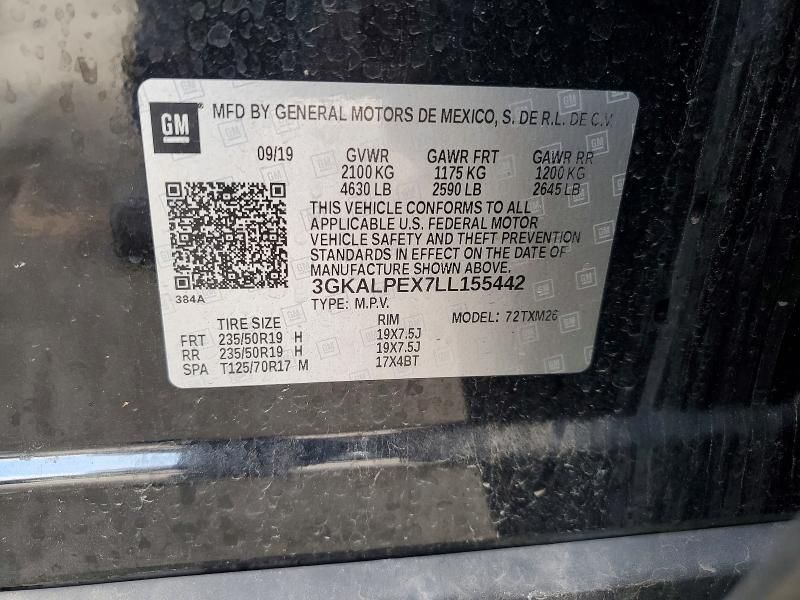 GM
MFD BY GENERAL MOTORS DE MEXICO, S. DE R.L. DE C.V.
09/19 GVWR GAWR FRT GAWR RR
2100 KG 1175 KG 1200 KG
4630 LB 2590 LB 2645 LB
THIS VEHICLE CONFORMS TO ALL
APPLICABLE U.S. FEDERAL MOTOR
VEHICLE SAFETY AND THEFT PREVENTION
STANDARDS IN EFFECT ON THE DATE OF
MANUFACTURE SHOWN ABOVE.
3GKALPEX7LL155442
384A
TYPE: M.P.V.
TIRE SIZE RIM MODEL: 72TXM26
FRT 235/50R19 H 19X7.5J
RR 235/50R19 H 19X7.5J
SPA T125/70R17 M 17X4BT